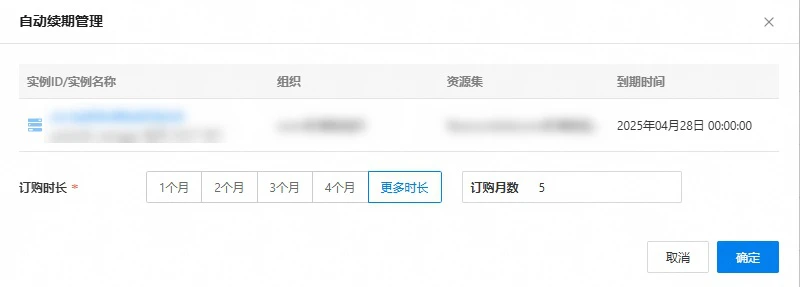 自动续期管理
实例ID/实例名称 组织 资源集 到期时间
2025年04月28日 00:00:00
订购时长 * 1个月 2个月 3个月 4个月 更多时长 订购月数 5
取消 确定